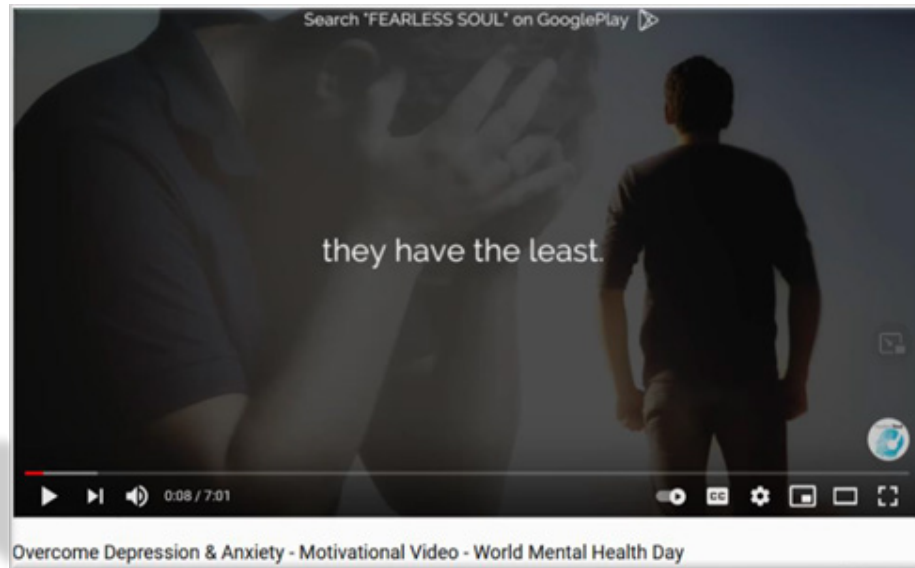 Search "FEARLESS SOUL" on GooglePlay
they have the least.
0:08 / 7:01
CC
Overcome Depression & Anxiety - Motivational Video - World Mental Health Day